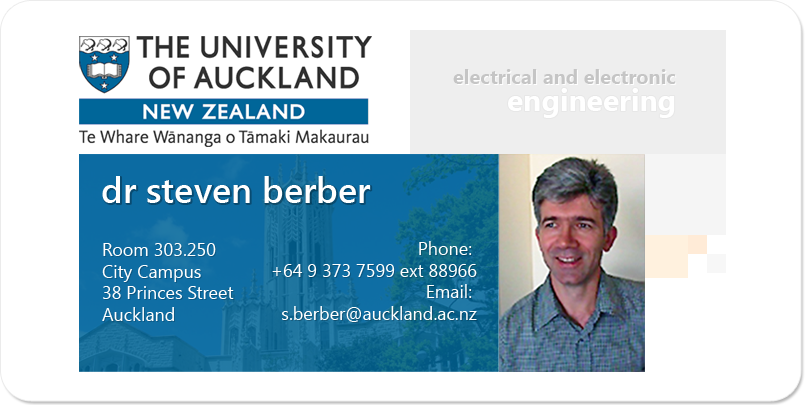 THE UNIVERSITY
OF AUCKLAND
NEW ZEALAND
Te Whare Wānanga o Tāmaki Makaurau
electrical and electronic
engineering
dr steven berber
Room 303.250
City Campus
38 Princes Street
Auckland
Phone:
+64 9 373 7599 ext 88966
Email:
s.berber@auckland.ac.nz